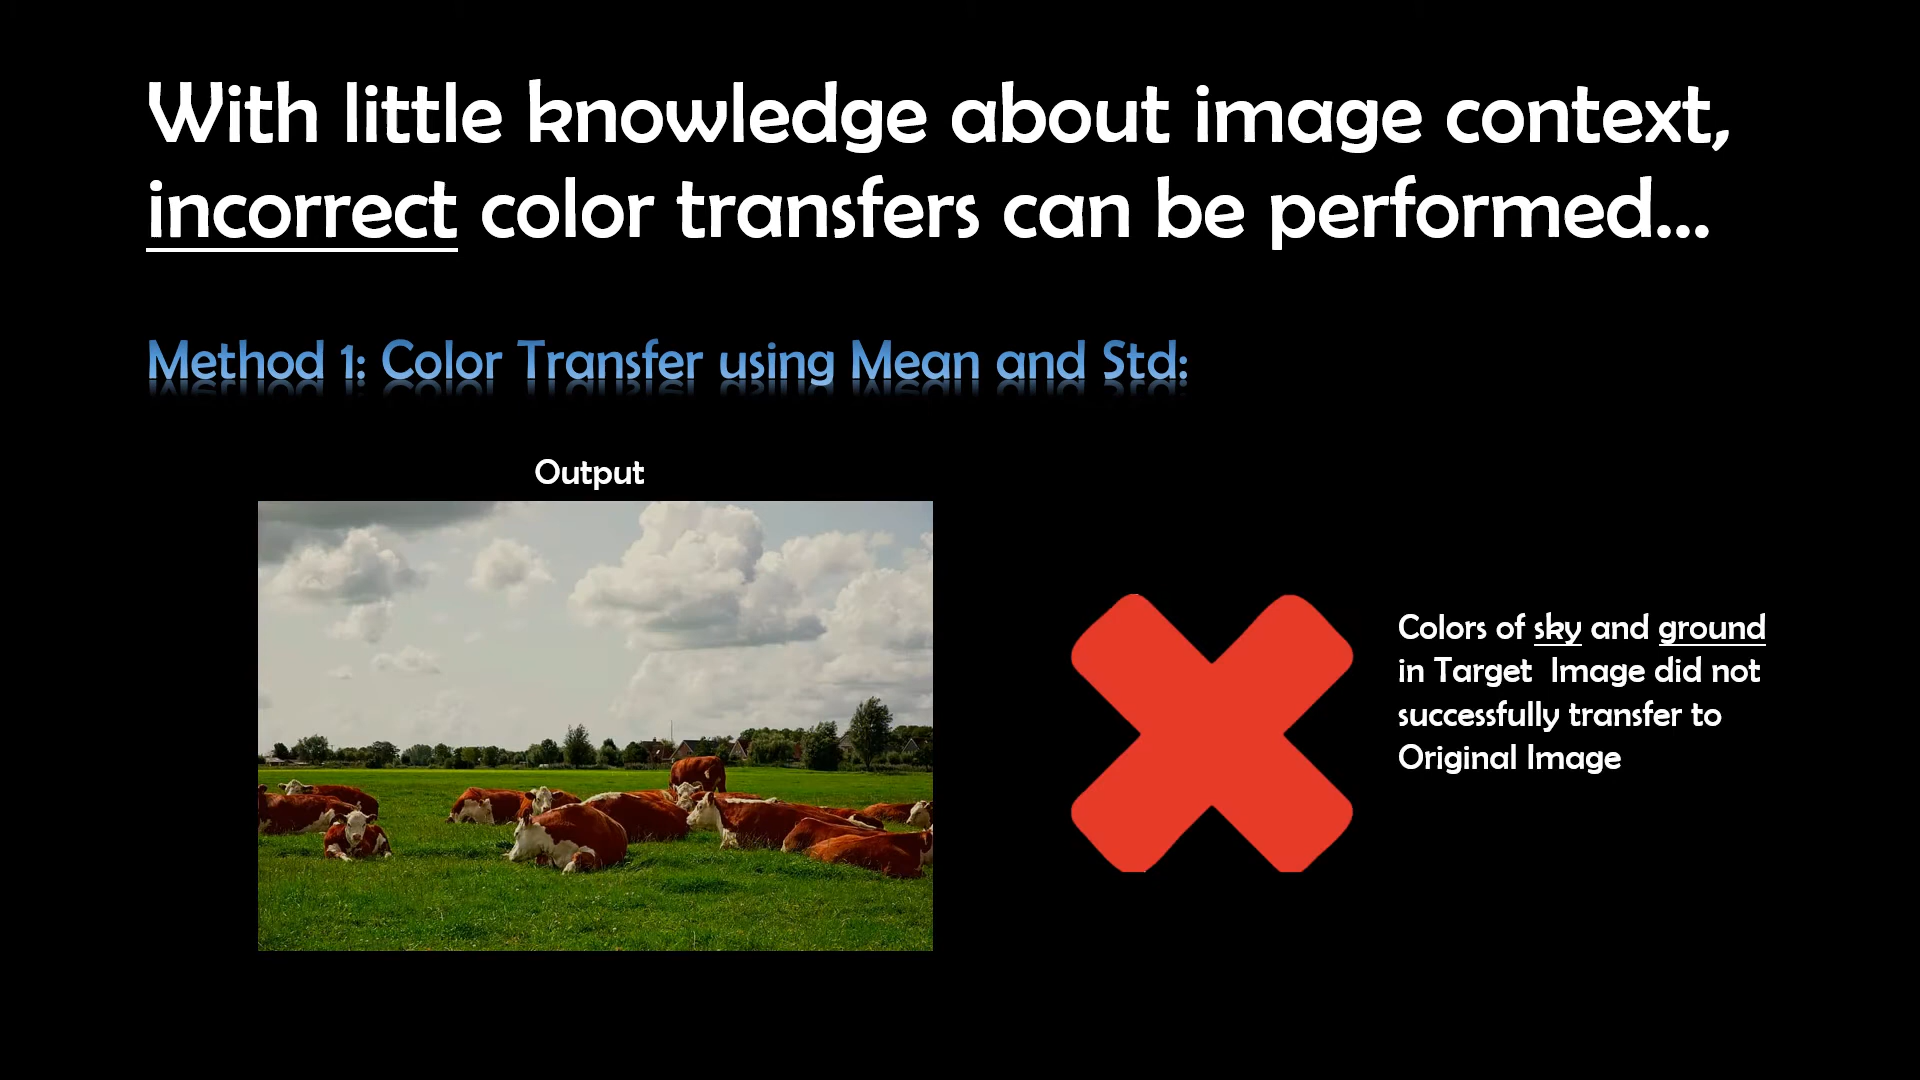 With little knowledge about image context,
incorrect color transfers can be performed...
Method 1: Color Transfer using Mean and Std:
Output
Colors of sky and ground
in Target  Image did not
successfully transfer to
Original Image